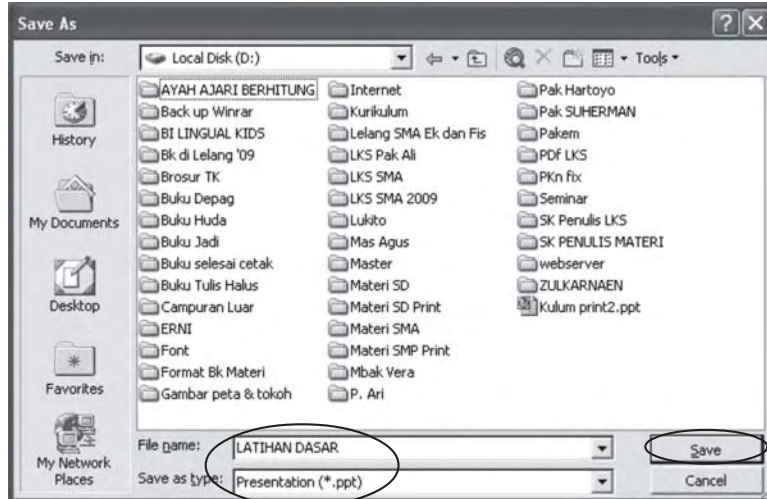 Save As
Save in:
Local Disk (D:)
Tools
History
My Documents
Desktop
Favorites
My Network
Places
AYAH AJARI BERHITUNG
Back up Winrar
BI LINGUAL KIDS
Bk di Lelang '09
Brosur TK
Buku Depag
Buku Huda
Buku Jadi
Buku selesai cetak
Buku Tulis Halus
Campuran Luar
ERNI
Font
Format Bk Materi
Gambar peta & tokoh
Internet
Kurikulum
Lelang SMA Ek dan Fis
LKS Pak Ali
LKS SMA
LKS SMA 2009
Lukito
Mas Agus
Master
Materi SD
Materi SD Print
Materi SMA
Materi SMP Print
Mbak Vera
P. Ari
Pak Hartoyo
Pak SUHERMAN
Pakem
PDf LKS
PKn fix
Seminar
SK Penulis LKS
SK PENULIS MATERI
webserver
ZULKARNAEN
Kulum print2.ppt
File name:
LATIHAN DASAR
Save
Save as type:
Presentation (*.ppt)
Cancel